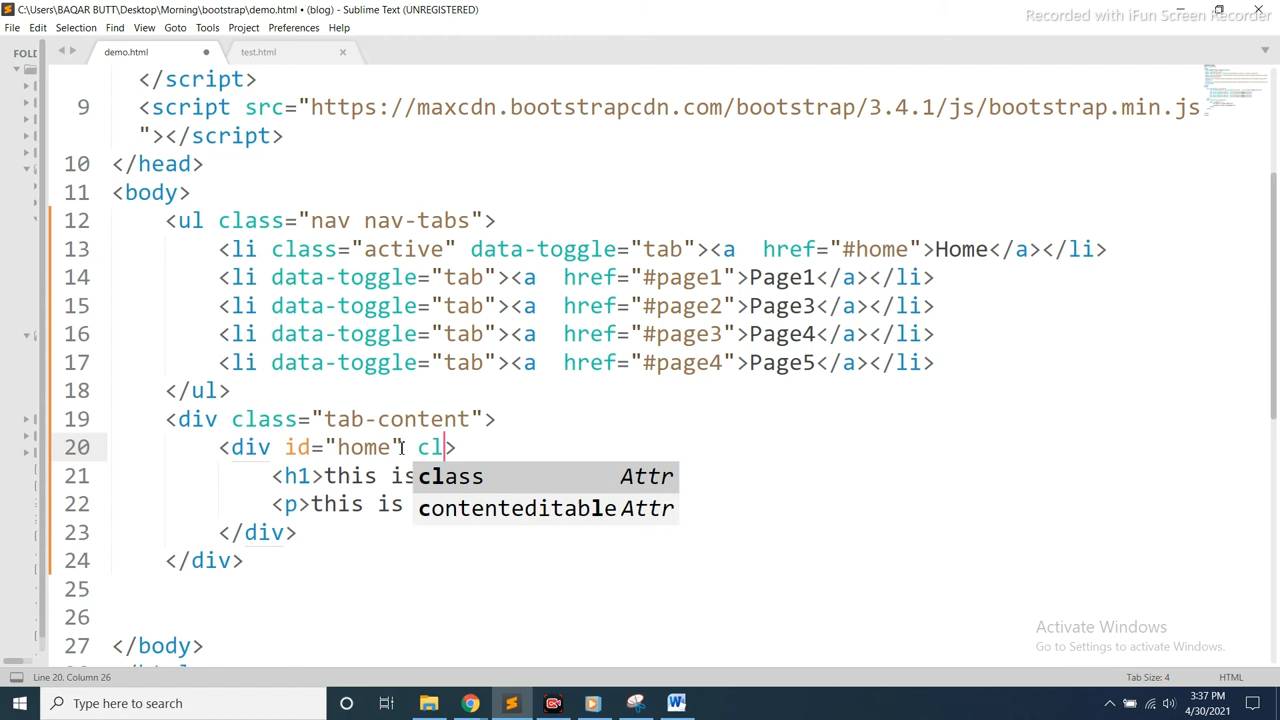 C:\Users\BAQAR BUTT\Desktop\Morning\bootstrap\demo.html • (blog) - Sublime Text (UNREGISTERED)
Recorded with iFun Screen Recorder
File Edit Selection Find View Goto Tools Project Preferences Help
FOLD
demo.html
test.html
</script>
9 <script src="https://maxcdn.bootstrapcdn.com/bootstrap/3.4.1/js/bootstrap.min.js
"></script>
10 </head>
11 <body>
12 <ul class="nav nav-tabs">
13 <li class="active" data-toggle="tab"><a  href="#home">Home</a></li>
14 <li data-toggle="tab"><a  href="#page1">Page1</a></li>
15 <li data-toggle="tab"><a  href="#page2">Page3</a></li>
16 <li data-toggle="tab"><a  href="#page3">Page4</a></li>
17 <li data-toggle="tab"><a  href="#page4">Page5</a></li>
18 </ul>
19 <div class="tab-content">
20 <div id="home" cl>
21 <h1>this is
class Attr
22 <p>this is
contenteditable Attr
23 </div>
24 </div>
25
26
27 </body>
Activate Windows
Go to Settings to activate Windows.
Line 20, Column 26
Tab Size: 4
HTML
Type here to search
3:37 PM
4/30/2021